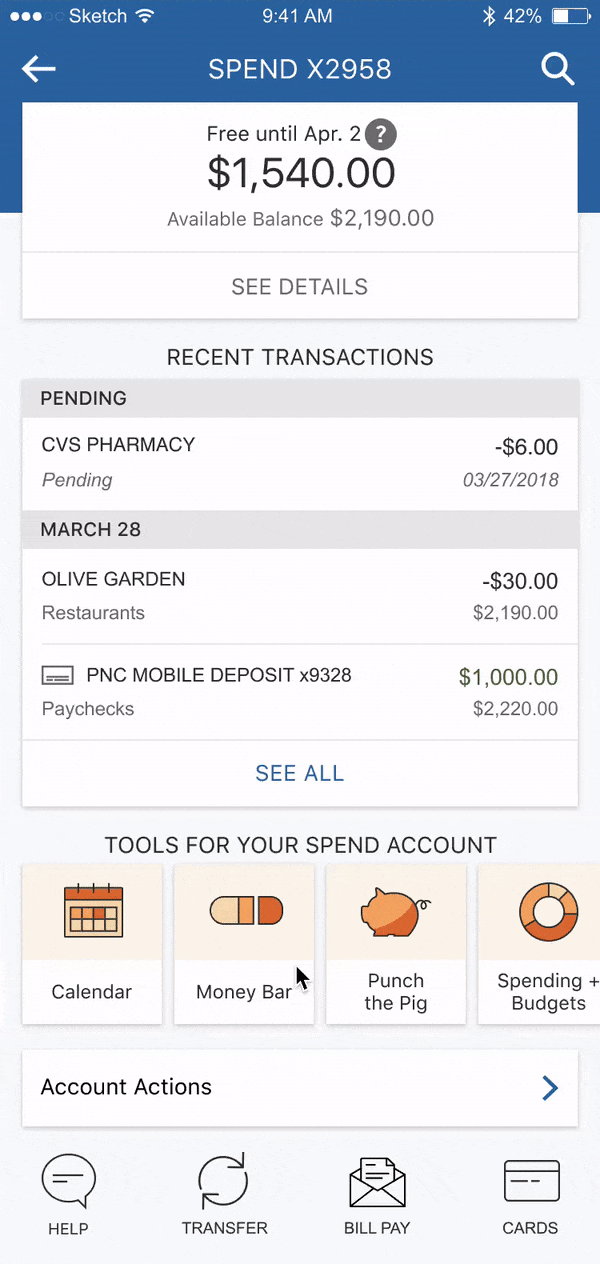 Sketch 9:41 AM 42%
SPEND X2958
Free until Apr. 2 ?
$1,540.00
Available Balance $2,190.00
SEE DETAILS
RECENT TRANSACTIONS
PENDING
CVS PHARMACY -$6.00
Pending 03/27/2018
MARCH 28
OLIVE GARDEN -$30.00
Restaurants $2,190.00
PNC MOBILE DEPOSIT x9328 $1,000.00
Paychecks $2,220.00
SEE ALL
TOOLS FOR YOUR SPEND ACCOUNT
Calendar
Money Bar
Punch
the Pig
Spending +
Budgets
Account Actions
HELP TRANSFER BILL PAY CARDS